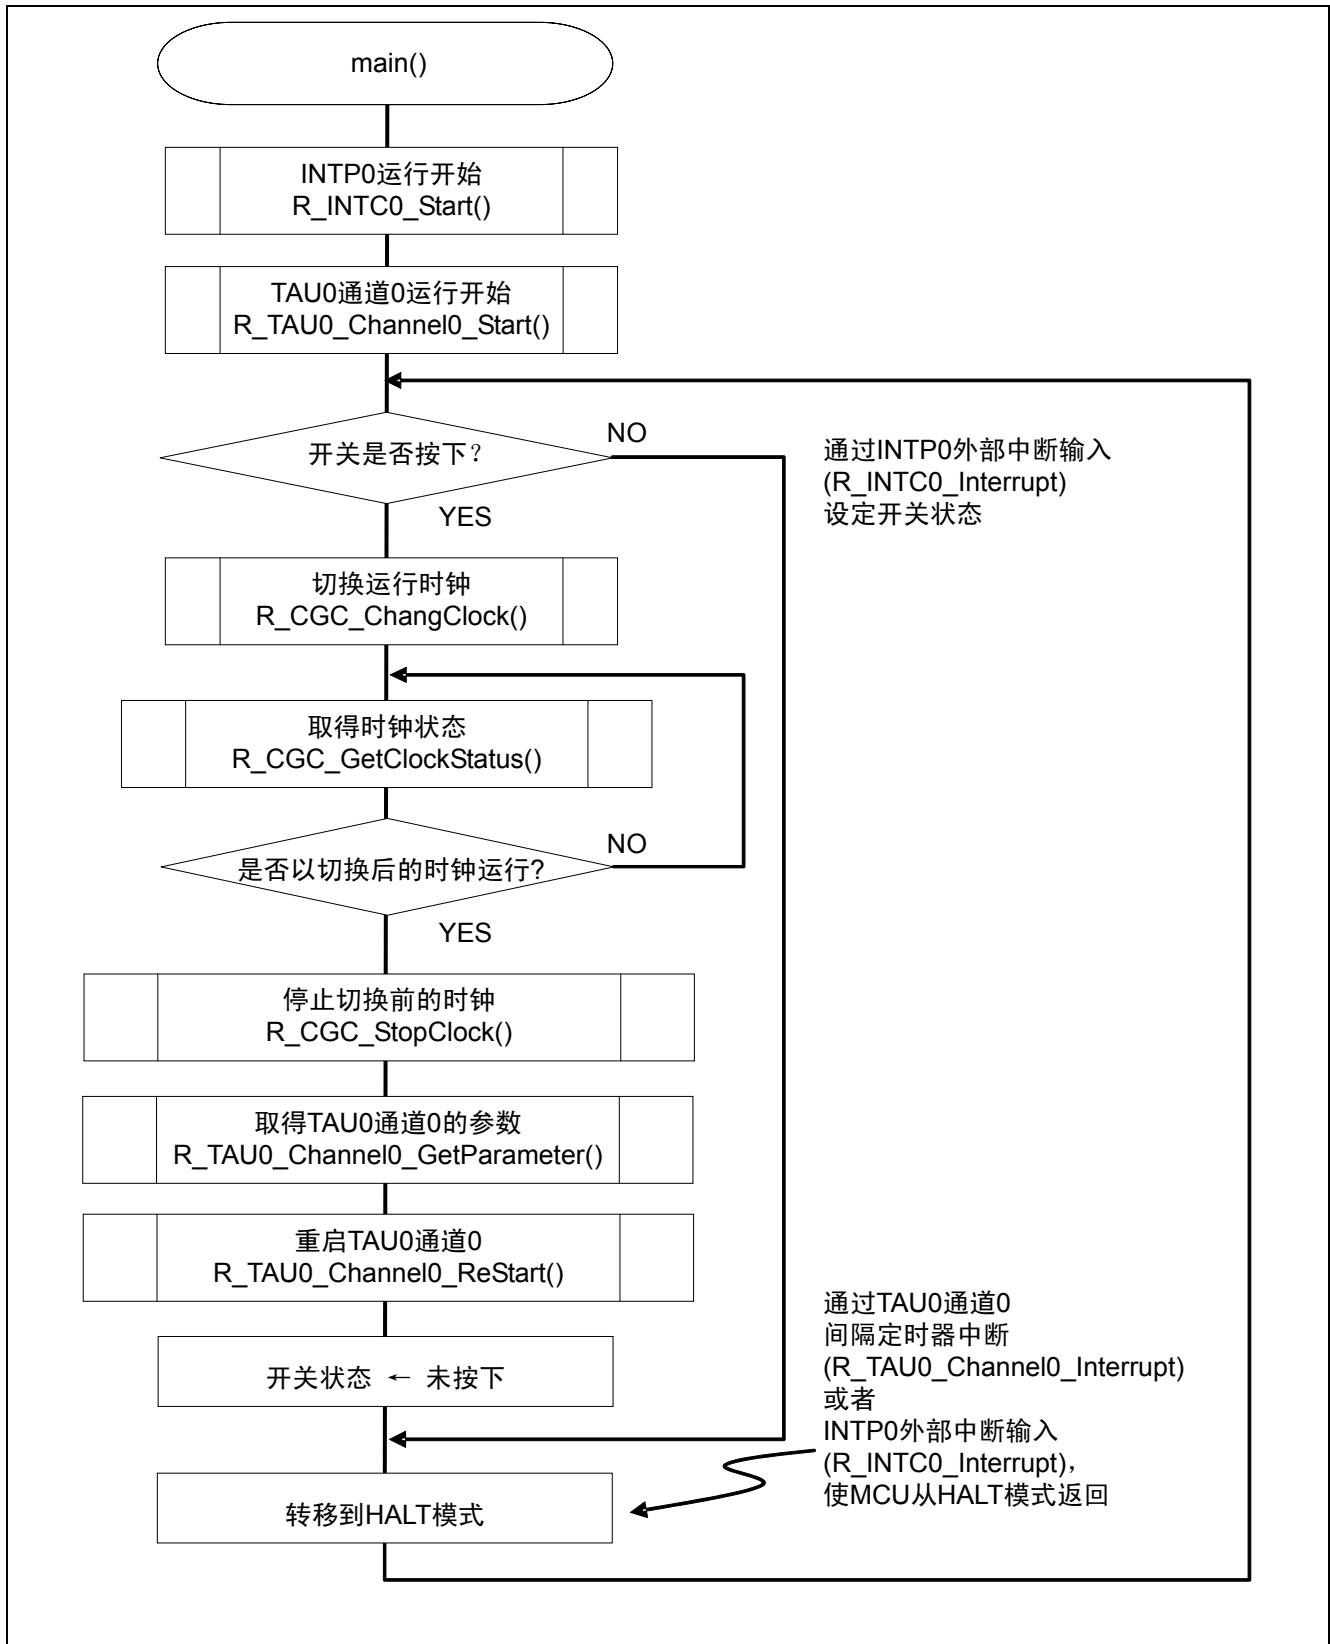 main()
INTP0运行开始
R_INTC0_Start()
TAU0通道0运行开始
R_TAU0_Channel0_Start()
开关是否按下？
NO
YES
通过INTP0外部中断输入
(R_INTC0_Interrupt)
设定开关状态
切换运行时钟
R_CGC_ChangClock()
取得时钟状态
R_CGC_GetClockStatus()
是否以切换后的时钟运行?
NO
YES
停止切换前的时钟
R_CGC_StopClock()
取得TAU0通道0的参数
R_TAU0_Channel0_GetParameter()
重启TAU0通道0
R_TAU0_Channel0_ReStart()
开关状态 ← 未按下
通过TAU0通道0
间隔定时器中断
(R_TAU0_Channel0_Interrupt)
或者
INTP0外部中断输入
(R_INTC0_Interrupt)，
使MCU从HALT模式返回
转移到HALT模式